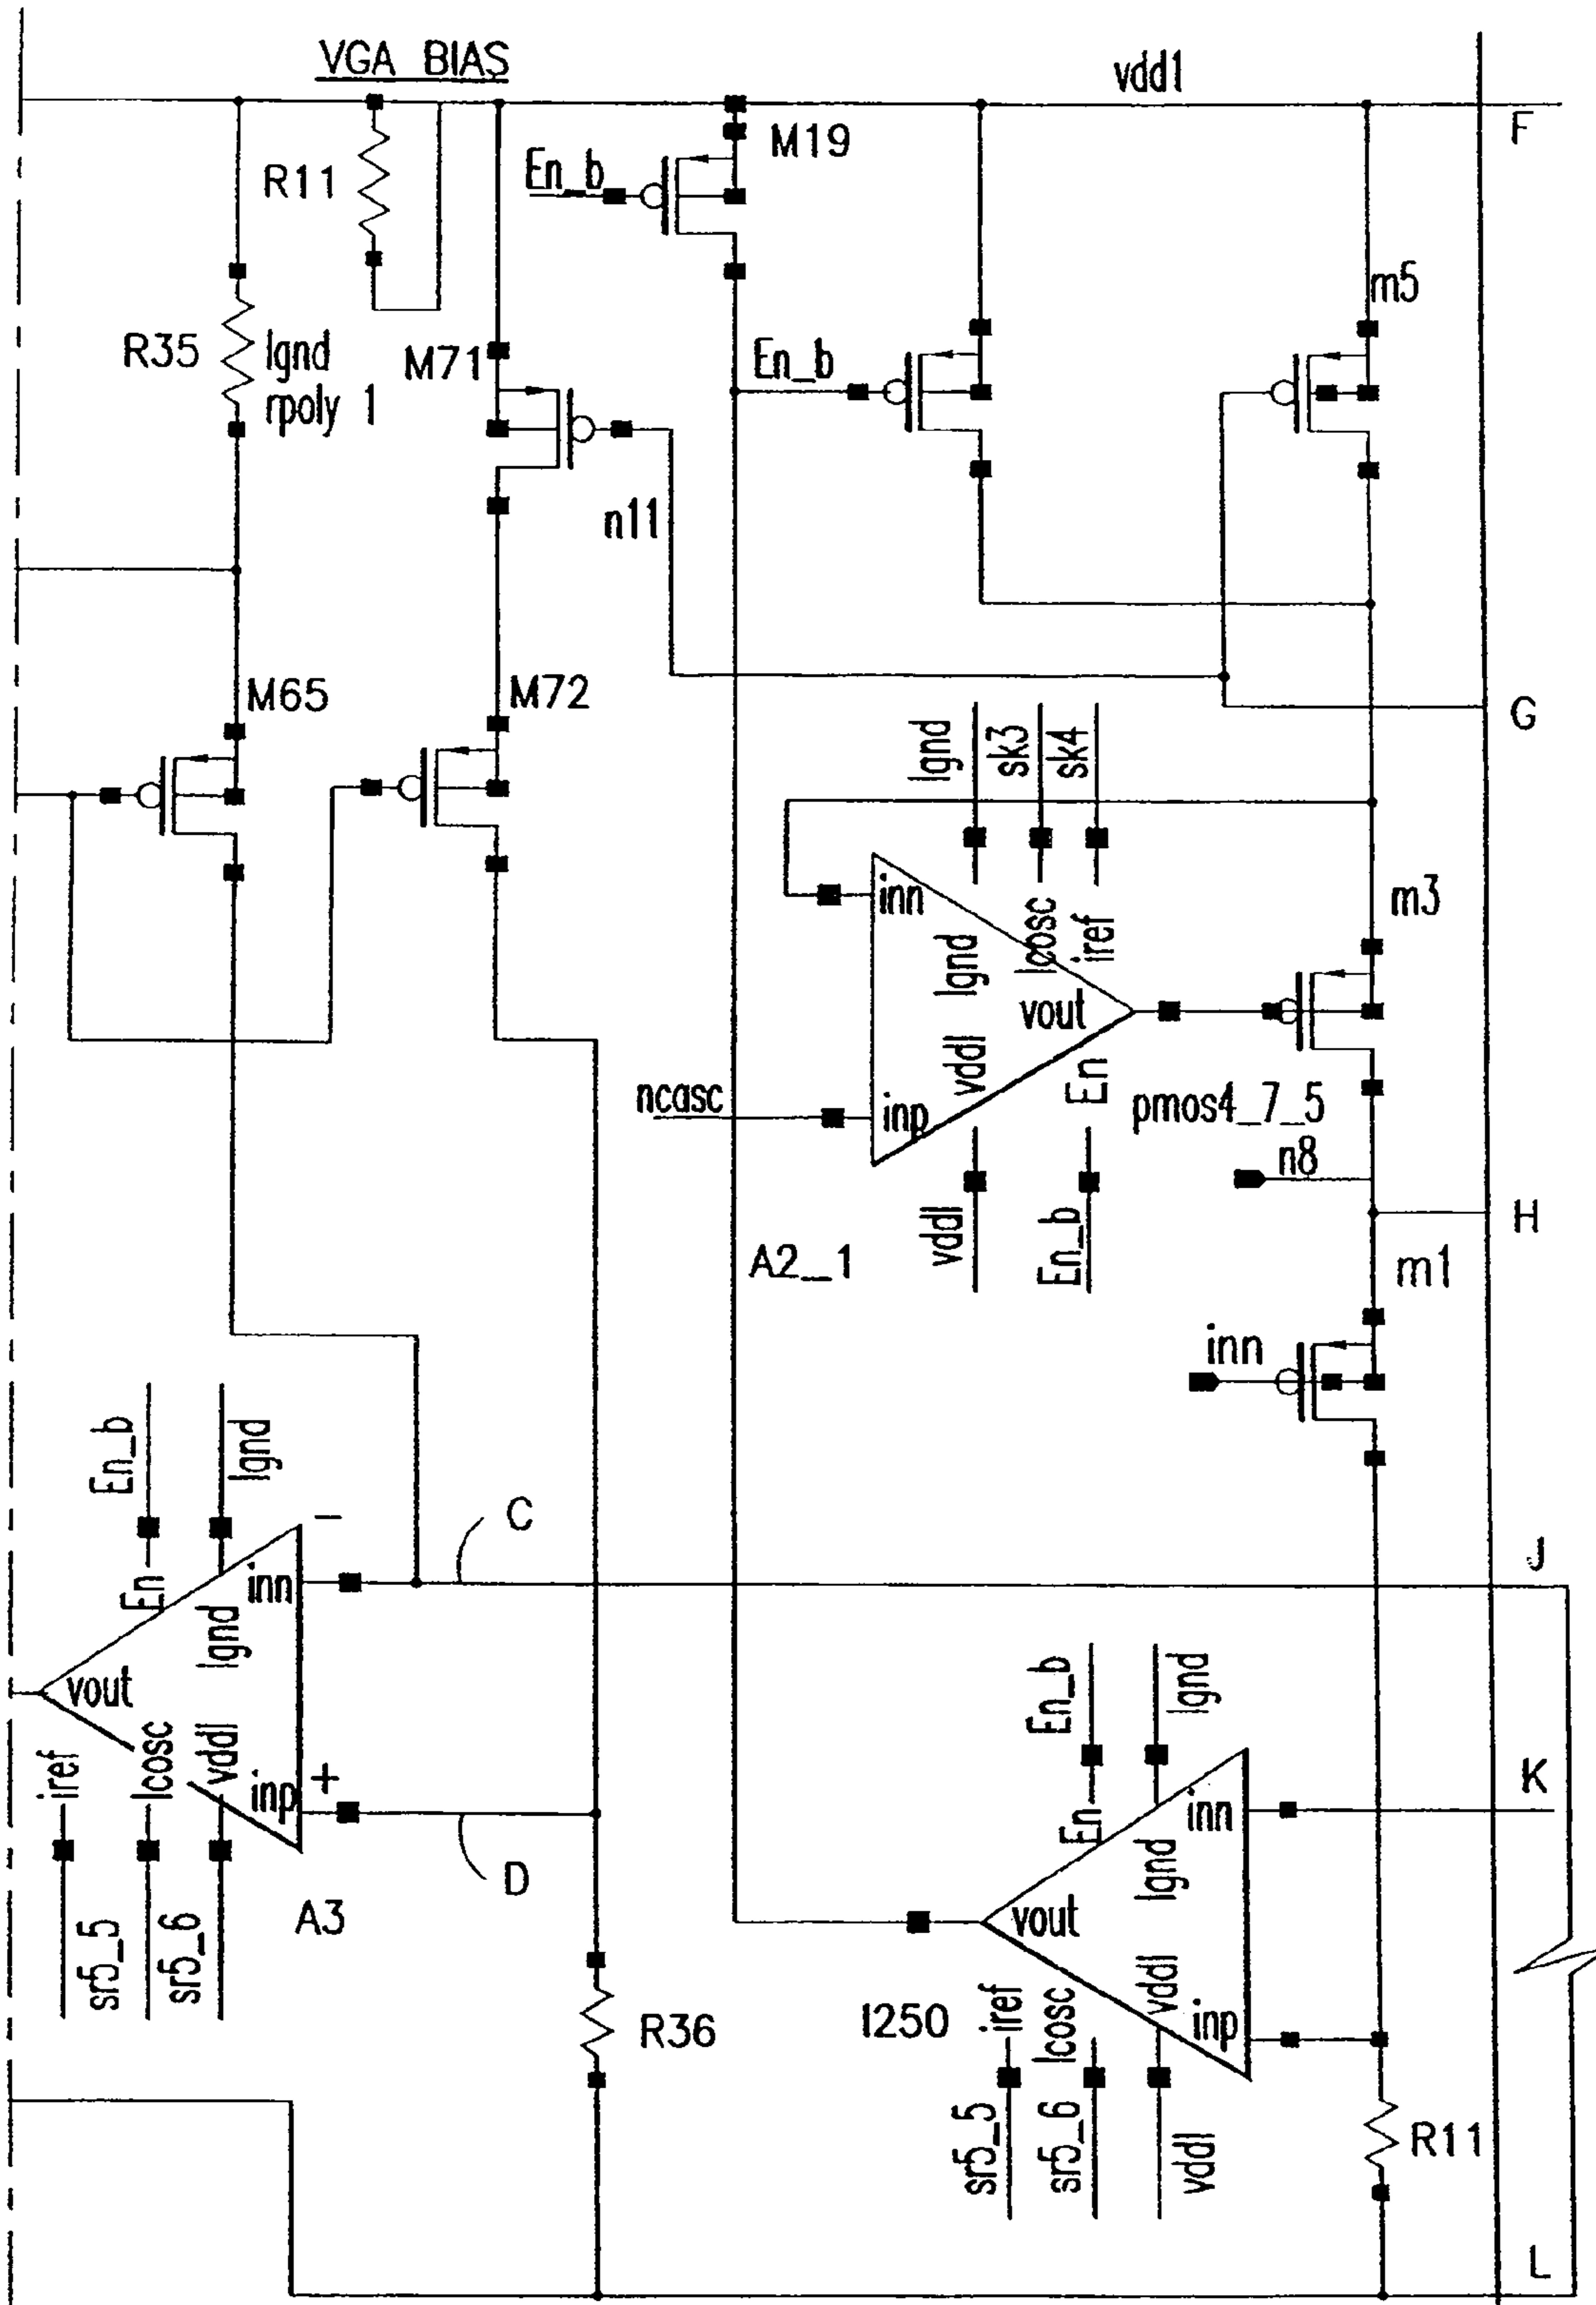 VGA BIAS
vdd1
F
M19
En_b
R11
m5
R35
lgnd
rpoly 1
M71
En_b
n11
M65
M72
G
lgnd
sk3
sk4
inn
lgnd
lcosc
iref
m3
vout
vddl
En
ncasc
inp
pmos4_7_5
n8
H
A2_1
vddl
En_b
m1
inn
En_b
lgnd
C
J
En
inn
lgnd
vout
En_b
lgnd
K
iref
lcosc
vddl
inp
En
inn
lgnd
D
A3
vout
sr5_5
sr5_6
R36
I250
iref
lcosc
vddl
inp
sr5_5
sr5_6
vddl
R11
L
−
+